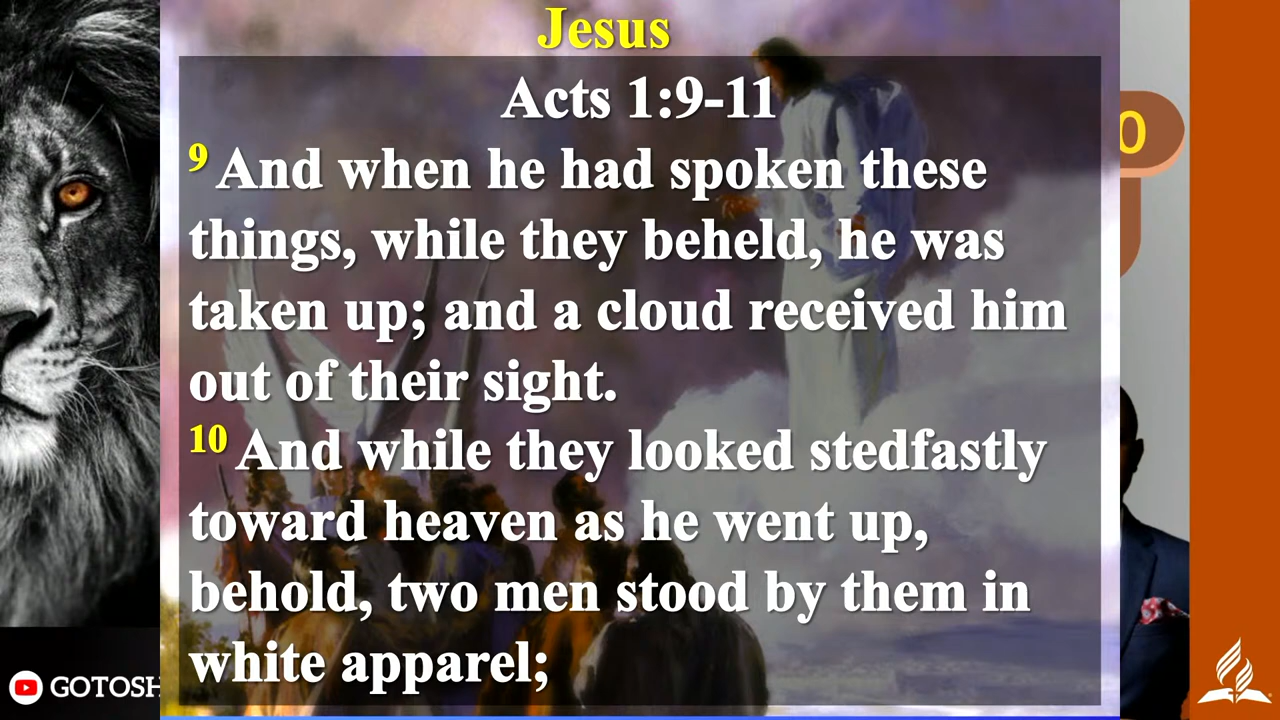 Jesus
Acts 1:9-11
9 And when he had spoken these
things, while they beheld, he was
taken up; and a cloud received him
out of their sight.
10 And while they looked stedfastly
toward heaven as he went up,
behold, two men stood by them in
white apparel;
0
GOTOSH